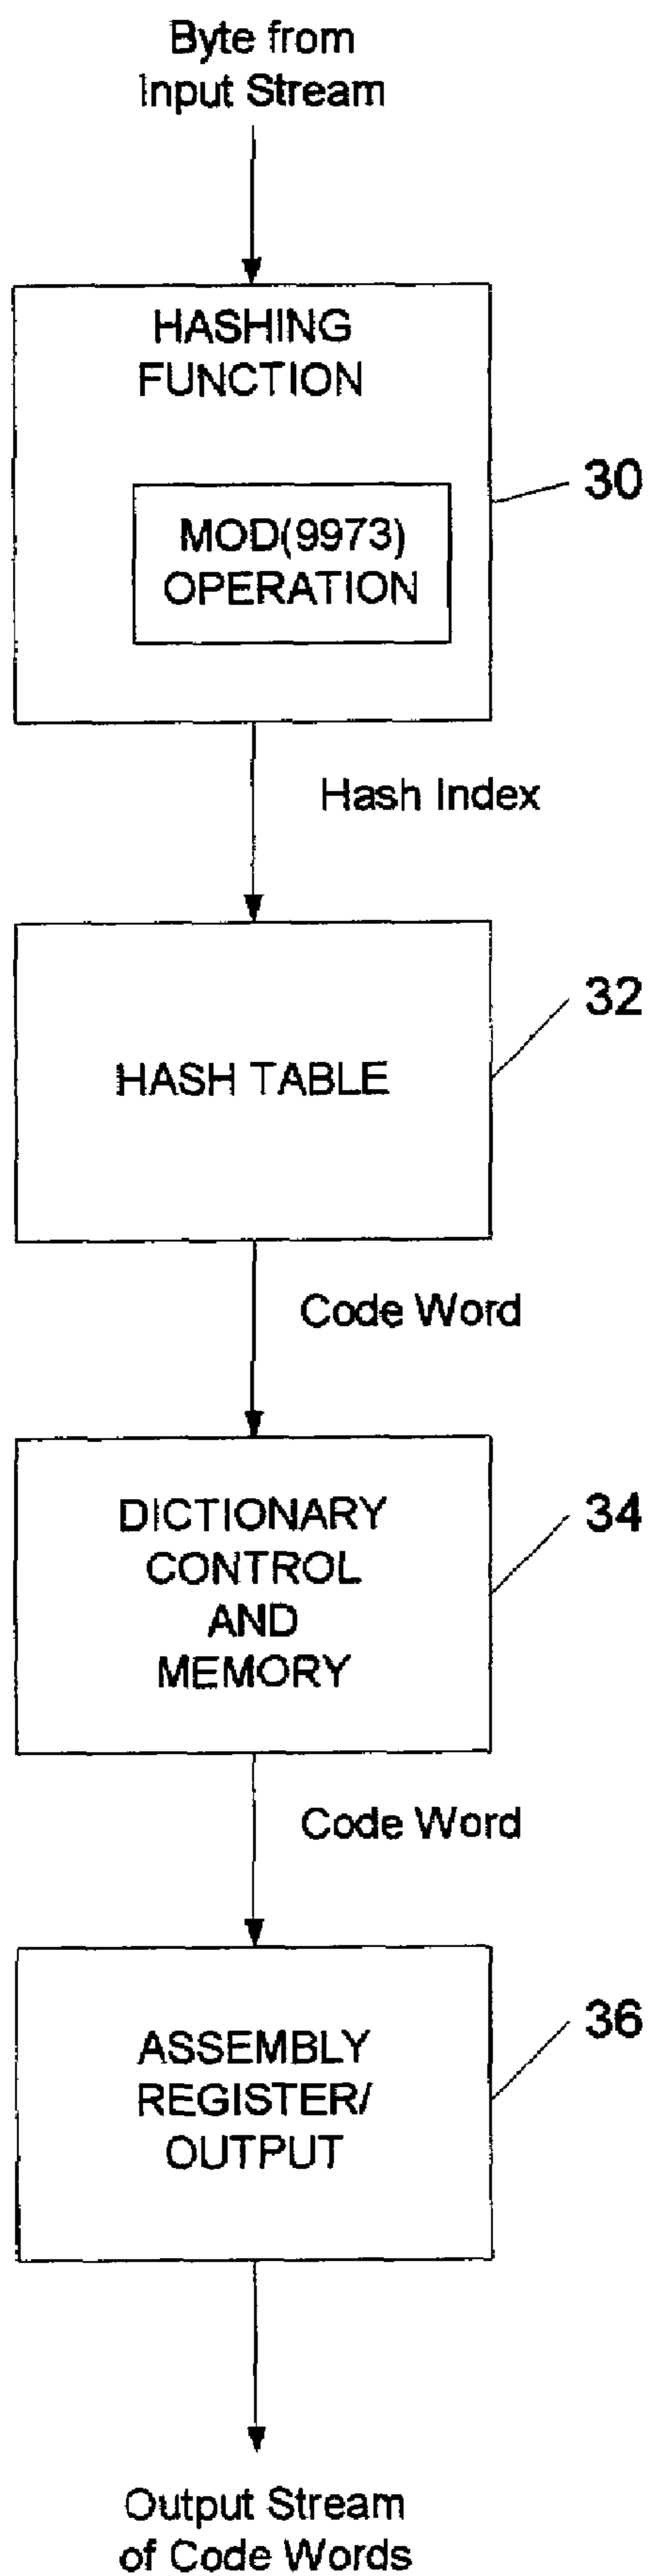 Byte from
Input Stream
HASHING
FUNCTION
30
MOD(9973)
OPERATION
Hash Index
32
HASH TABLE
Code Word
34
DICTIONARY
CONTROL
AND
MEMORY
Code Word
36
ASSEMBLY
REGISTER/
OUTPUT
Output Stream
of Code Words